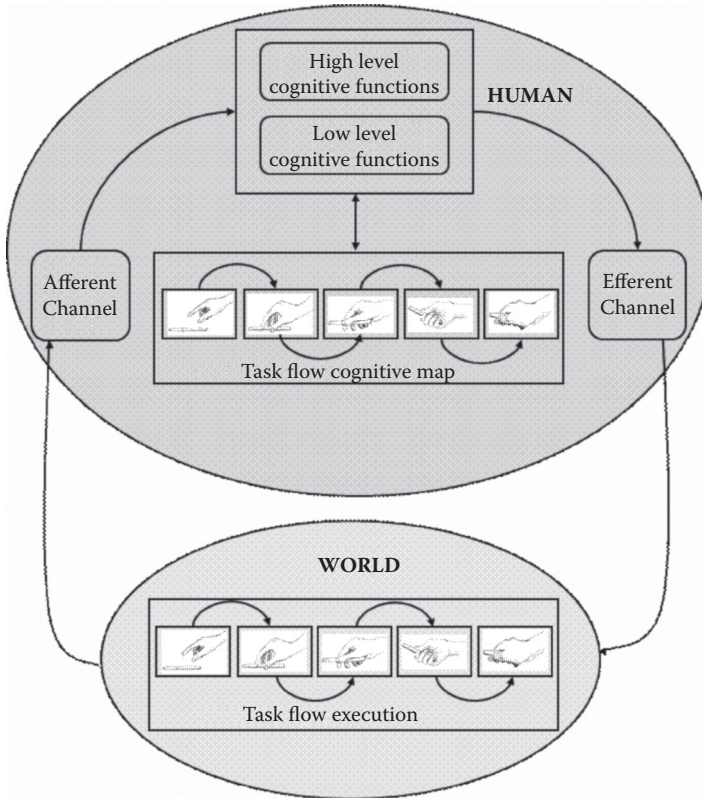 High level
cognitive functions
HUMAN
Low level
cognitive functions
Afferent
Channel
Efferent
Channel
Task flow cognitive map
WORLD
Task flow execution